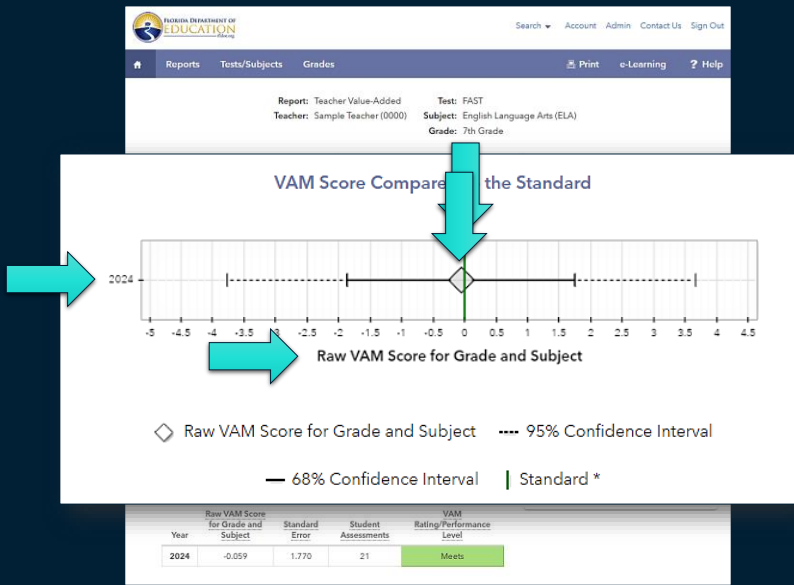 FLORIDA DEPARTMENT OF
EDUCATION
fldoe.org
Search Account Admin Contact Us Sign Out
Reports Tests/Subjects Grades Print e-Learning ? Help
Report: Teacher Value-Added Test: FAST
Teacher: Sample Teacher (0000) Subject: English Language Arts (ELA)
Grade: 7th Grade
VAM Score Compare the Standard
2024
-5 -4.5 -4 -3.5 -3 -2.5 -2 -1.5 -1 -0.5 0 0.5 1 1.5 2 2.5 3 3.5 4 4.5
Raw VAM Score for Grade and Subject
Raw VAM Score for Grade and Subject 95% Confidence Interval
68% Confidence Interval Standard *
Year Raw VAM Score for Grade and Subject Standard Error Student Assessments VAM Rating/Performance Level
2024 -0.059 1.770 21 Meets